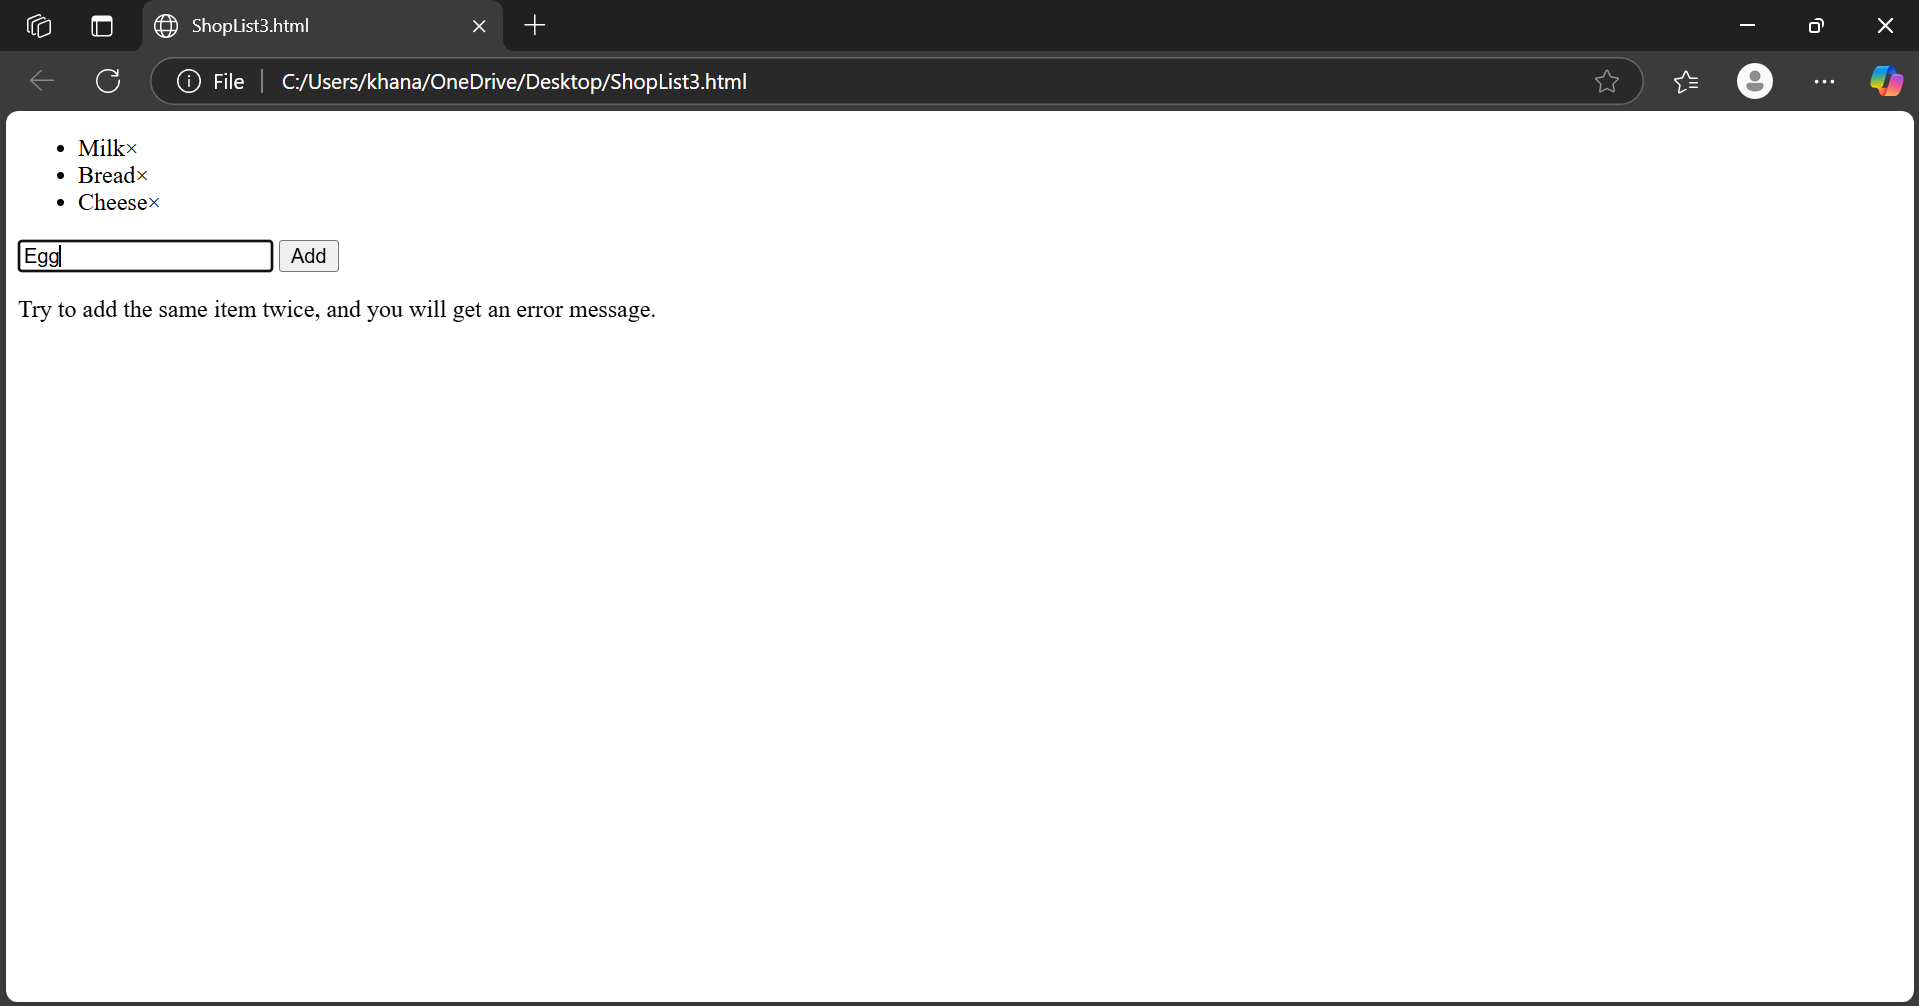 ShopList3.html
File C:/Users/khana/OneDrive/Desktop/ShopList3.html
• Milk×
• Bread×
• Cheese×
Egg Add
Try to add the same item twice, and you will get an error message.